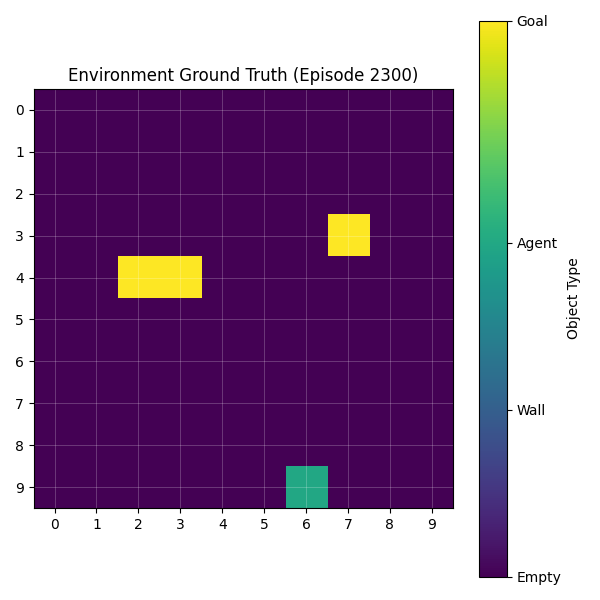 Environment Ground Truth (Episode 2300)
0
1
2
3
4
5
6
7
8
9
0 1 2 3 4 5 6 7 8 9
Goal
Agent
Wall
Empty
Object Type